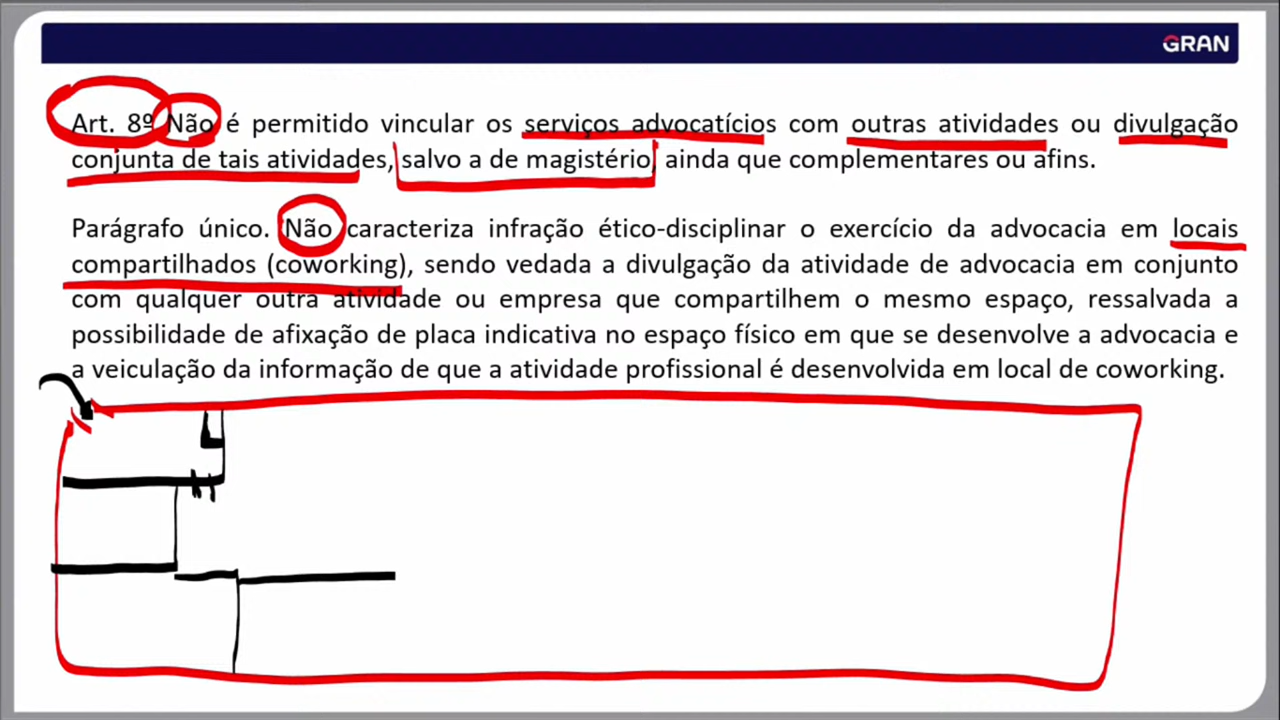 GRAN
Art. 8º Não é permitido vincular os serviços advocatícios com outras atividades ou divulgação
conjunta de tais atividades, salvo a de magistério, ainda que complementares ou afins.
Parágrafo único. Não caracteriza infração ético-disciplinar o exercício da advocacia em locais
compartilhados (coworking), sendo vedada a divulgação da atividade de advocacia em conjunto
com qualquer outra atividade ou empresa que compartilhem o mesmo espaço, ressalvada a
possibilidade de afixação de placa indicativa no espaço físico em que se desenvolve a advocacia e
a veiculação da informação de que a atividade profissional é desenvolvida em local de coworking.